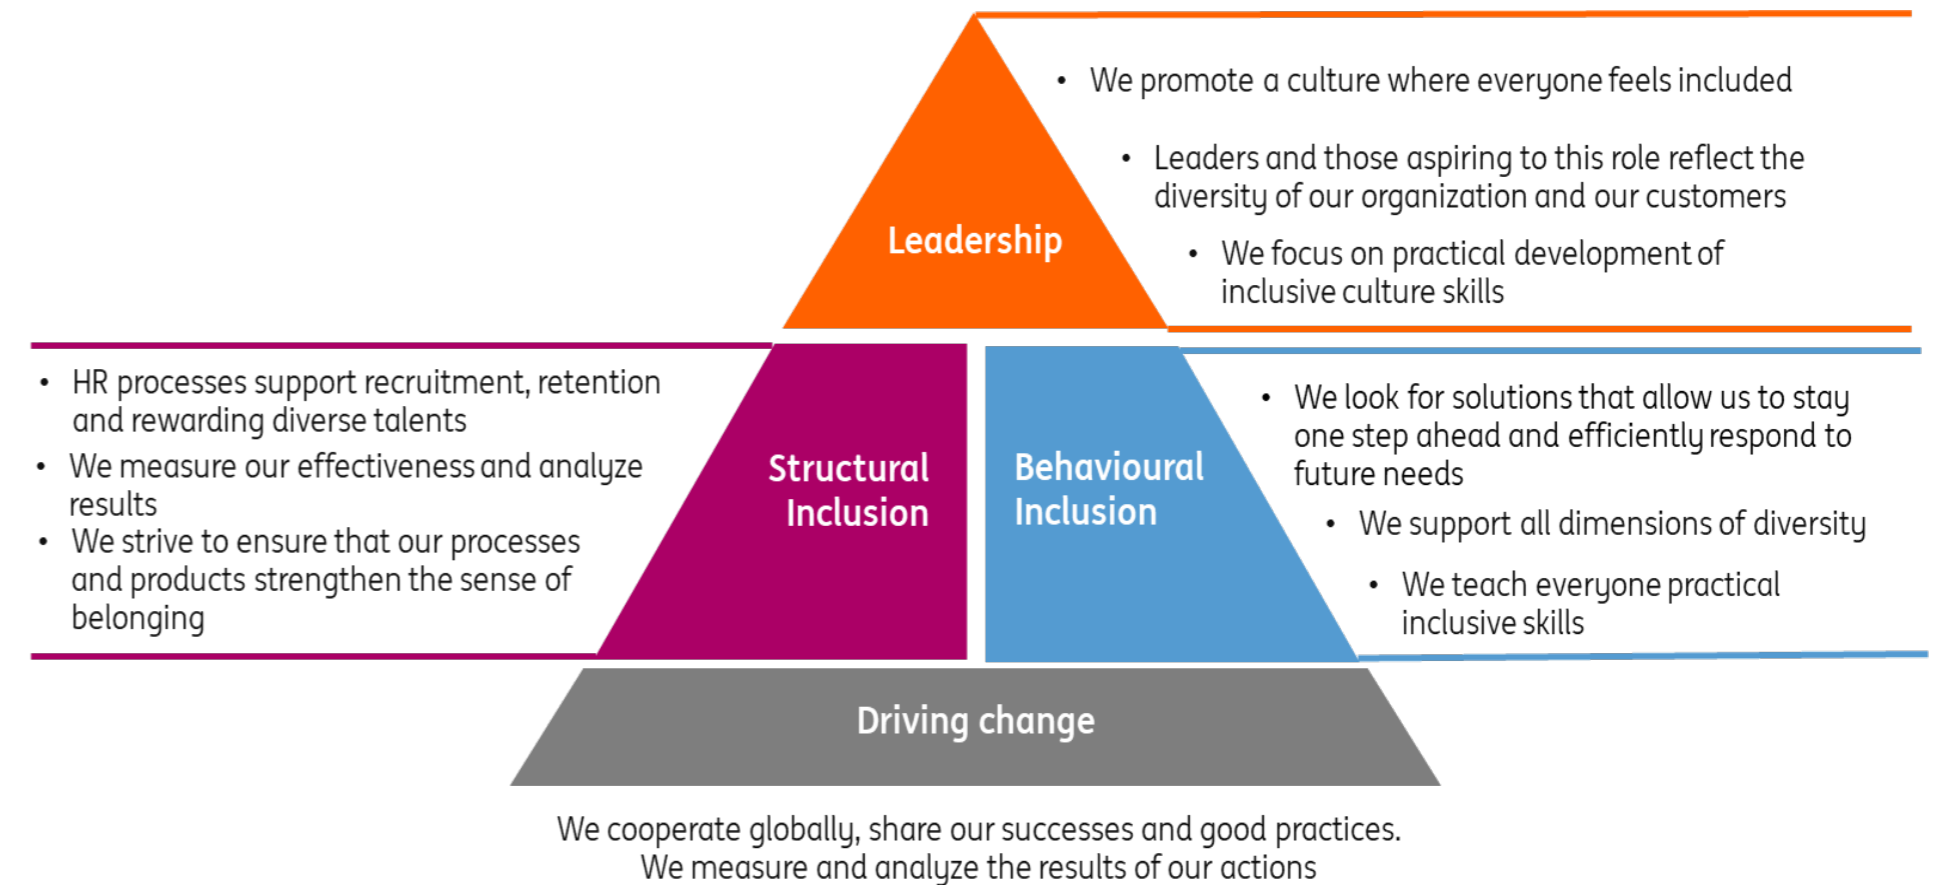 • We promote a culture where everyone feels included
• Leaders and those aspiring to this role reflect the
diversity of our organization and our customers
Leadership
• We focus on practical development of
inclusive culture skills
• HR processes support recruitment, retention
and rewarding diverse talents
• We measure our effectiveness and analyze
results
• We strive to ensure that our processes
and products strengthen the sense of
belonging
Structural
Inclusion
Behavioural
Inclusion
• We look for solutions that allow us to stay
one step ahead and efficiently respond to
future needs
• We support all dimensions of diversity
• We teach everyone practical
inclusive skills
Driving change
We cooperate globally, share our successes and good practices.
We measure and analyze the results of our actions